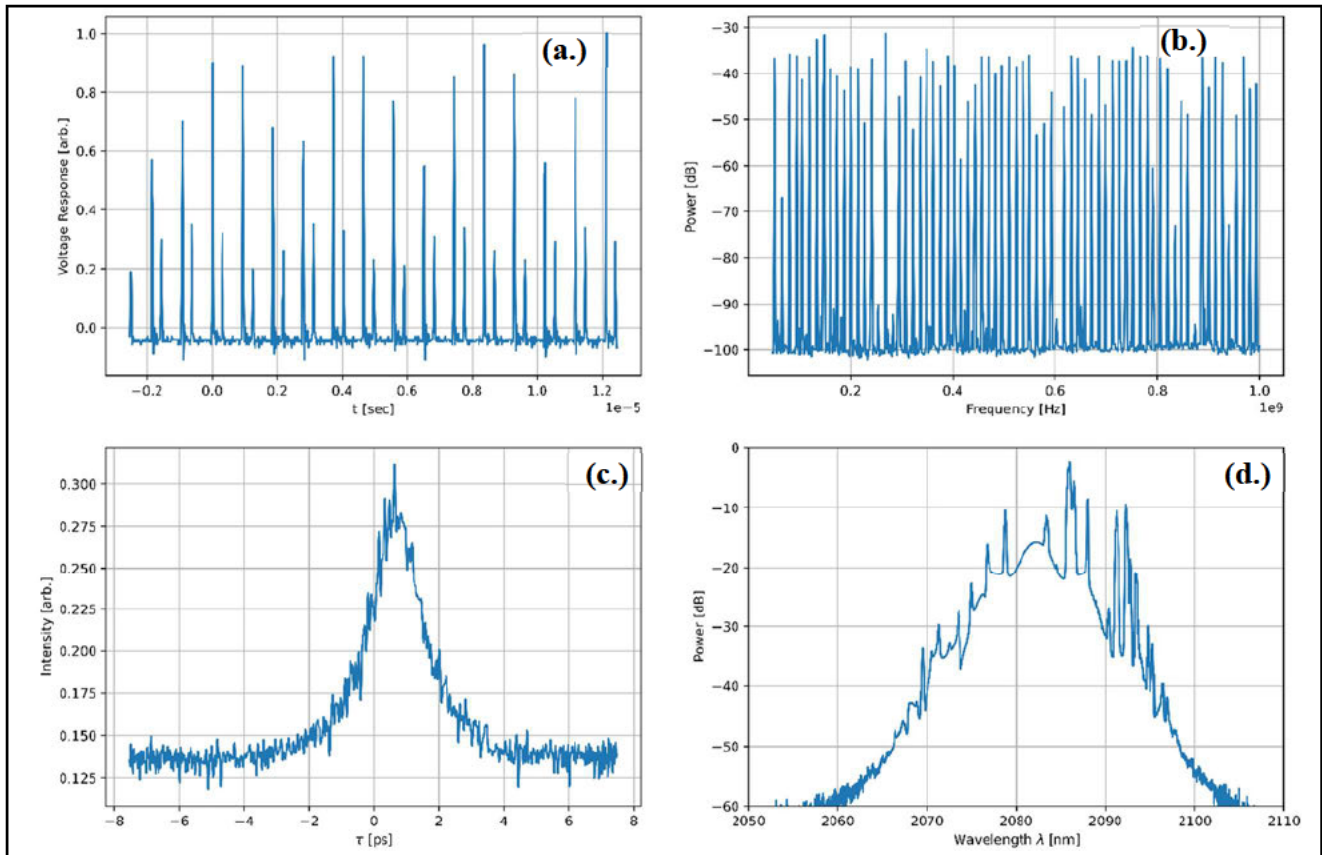 (a.)
1.0
0.8
0.6
0.4
0.2
0.0
Voltage Response [arb.]
−0.2 0.0 0.2 0.4 0.6 0.8 1.0 1.2
1e−5
t [sec]
(b.)
−30
−40
−50
−60
−70
−80
−90
−100
Power [dB]
0.2 0.4 0.6 0.8 1.0
1e9
Frequency [Hz]
(c.)
0.300
0.275
0.250
0.225
0.200
0.175
0.150
0.125
Intensity [arb.]
−8 −6 −4 −2 0 2 4 6 8
τ [ps]
(d.)
0
−10
−20
−30
−40
−50
−60
Power [dB]
2050 2060 2070 2080 2090 2100 2110
Wavelength λ [nm]